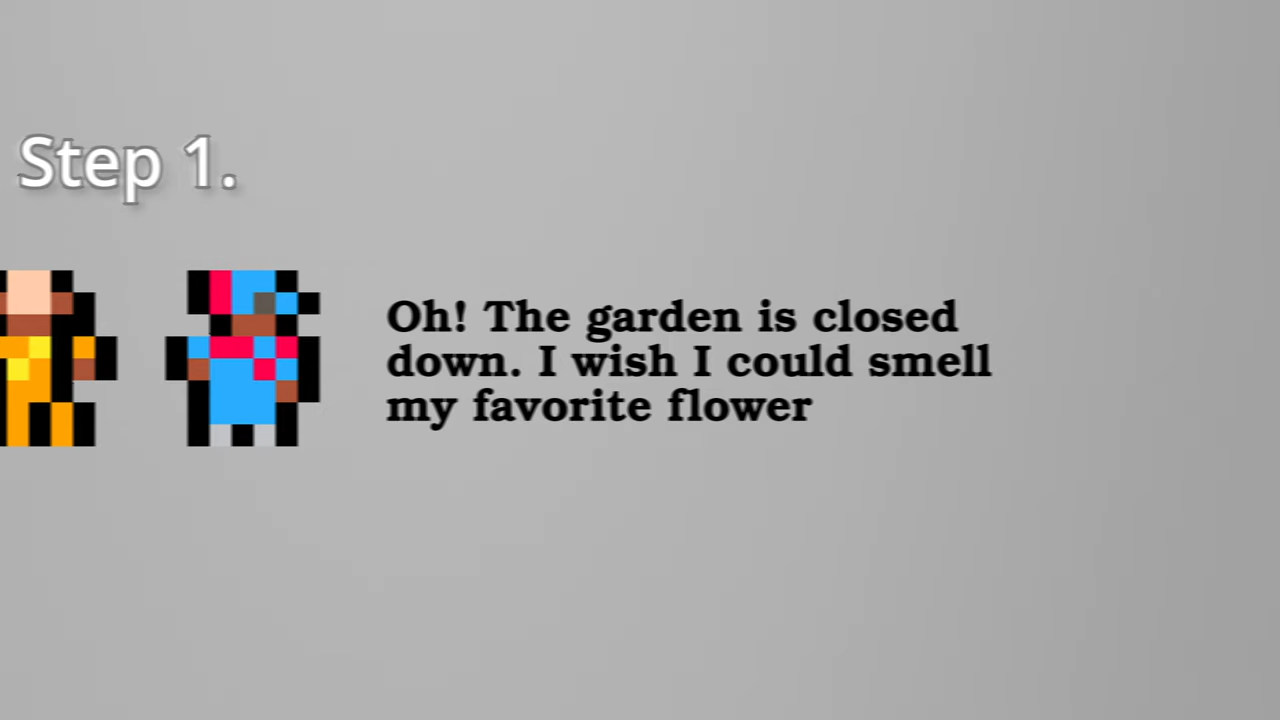 Step 1.
Oh! The garden is closed
down. I wish I could smell
my favorite flower